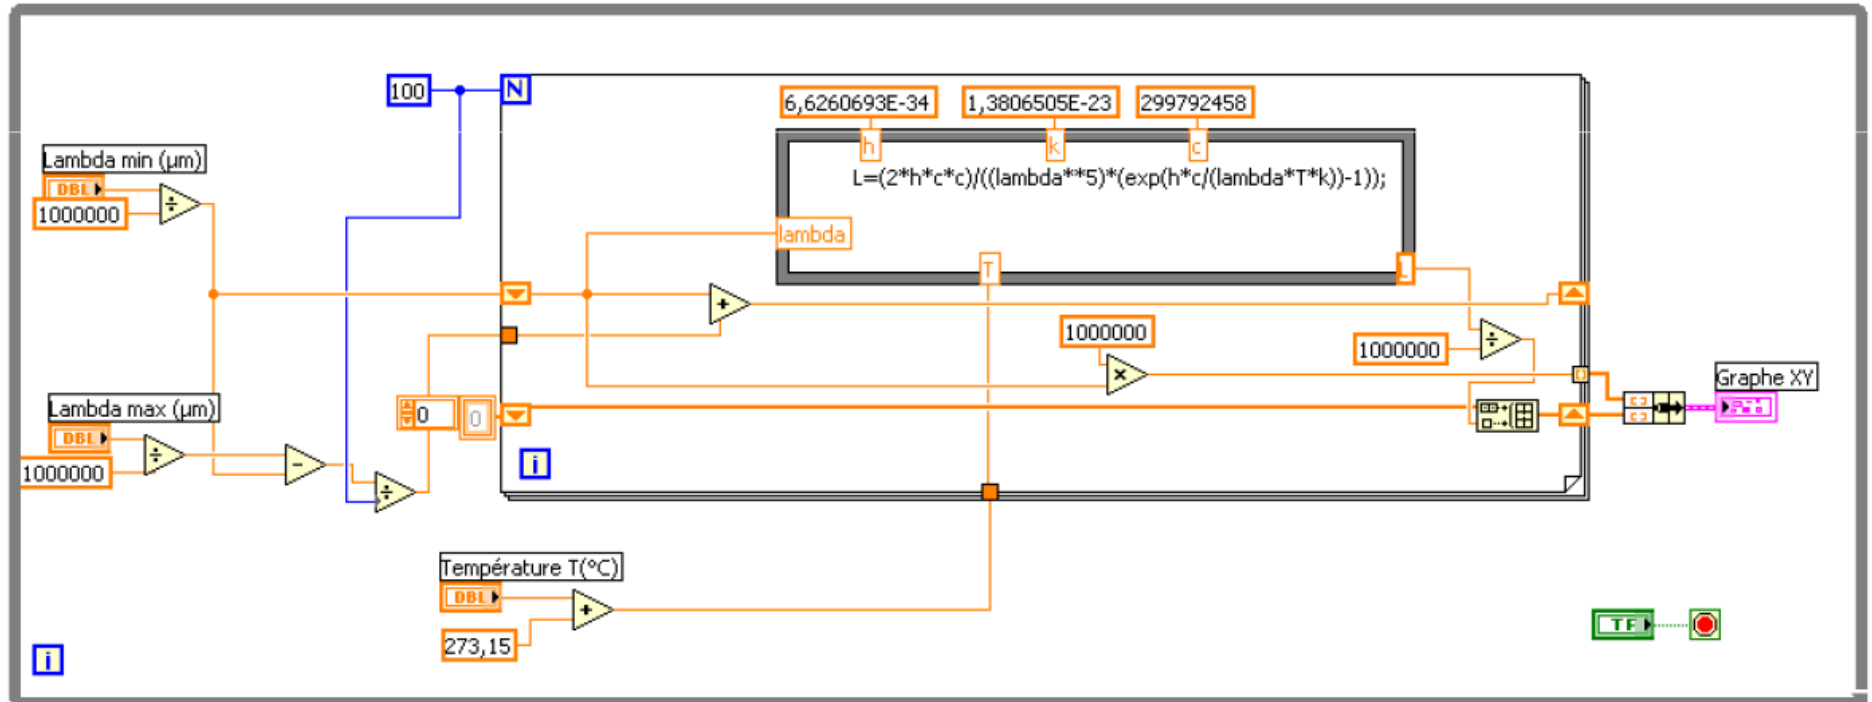 100
N
6,6260693E-34
1,3806505E-23
299792458
h
k
c
L=(2*h*c*c)/((lambda**5)*(exp(h*c/(lambda*T*k))-1));
Lambda min (µm)
DBL
1000000
lambda
T
L
1000000
1000000
Graphe XY
Lambda max (µm)
DBL
1000000
0
0
i
Température T(°C)
DBL
273,15
TF
i